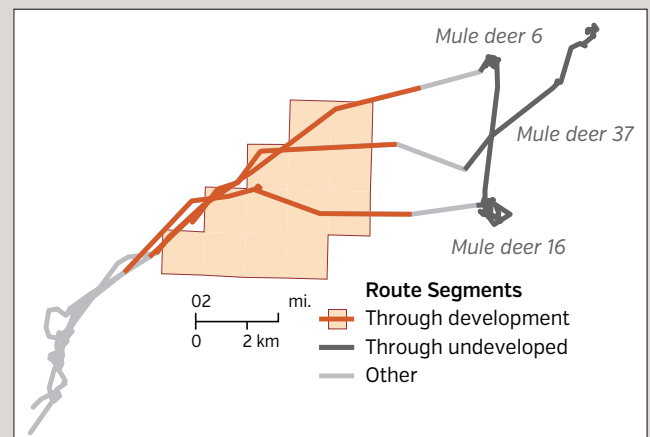 Mule deer 6
Mule deer 37
Mule deer 16
Route Segments
02 mi.
Through development
0 2 km
Through undeveloped
Other